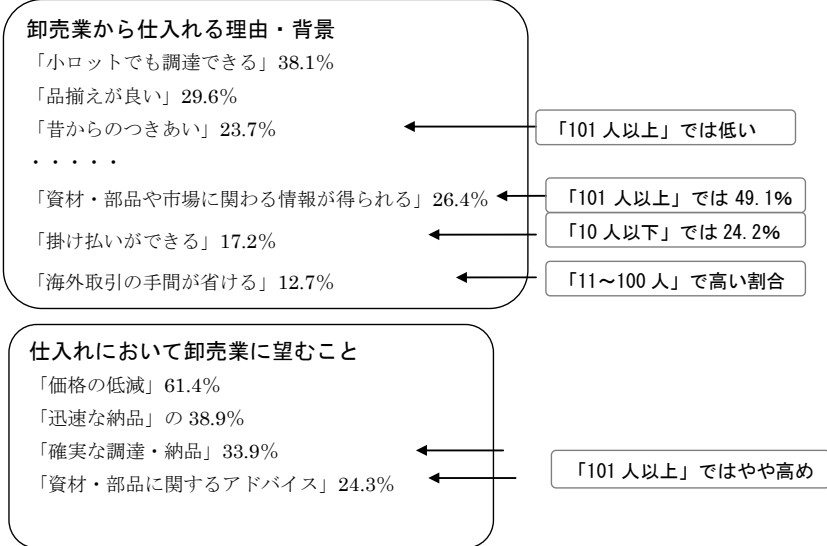 卸売業から仕入れる理由・背景
「小ロットでも調達できる」38.1%
「品揃えが良い」29.6%
「昔からのつきあい」23.7%
「101 人以上」では低い
・・・・・
「資材・部品や市場に関わる情報が得られる」26.4%
「101 人以上」では 49.1%
「掛け払いができる」17.2%
「10 人以下」では 24.2%
「海外取引の手間が省ける」12.7%
「11～100 人」で高い割合
仕入れにおいて卸売業に望むこと
「価格の低減」61.4%
「迅速な納品」の 38.9%
「確実な調達・納品」33.9%
「資材・部品に関するアドバイス」24.3%
「101 人以上」ではやや高め